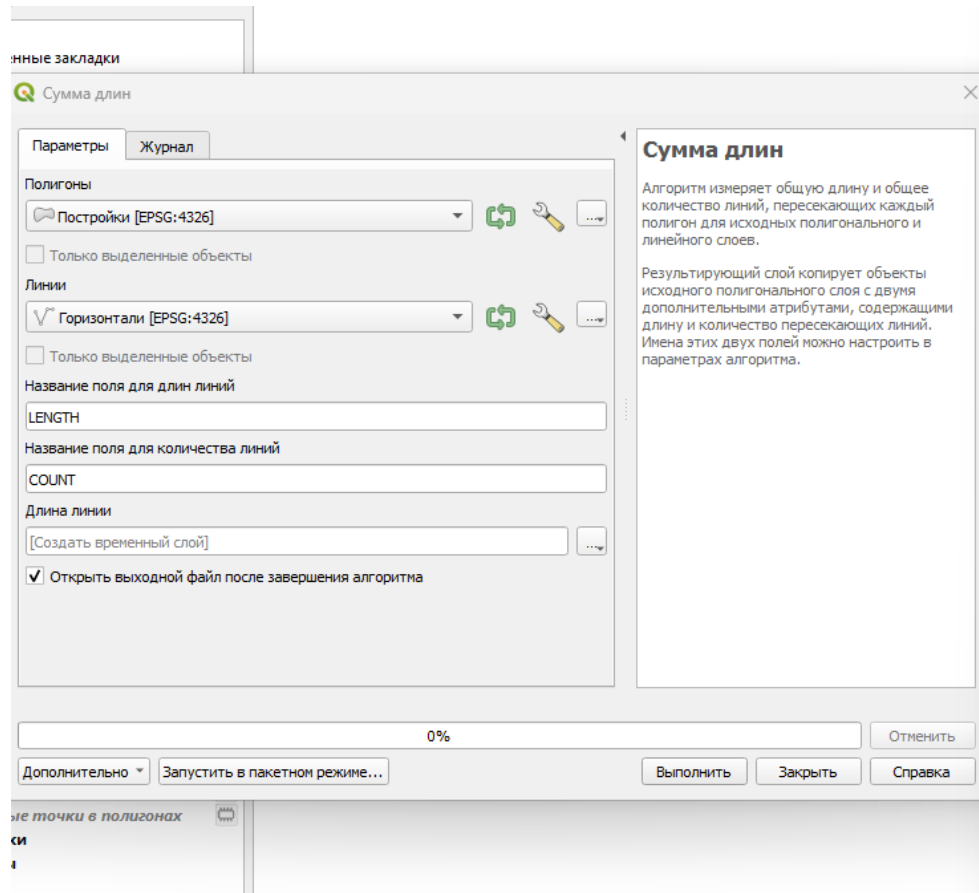 нные закладки
Сумма длин
Параметры
Журнал
Полигоны
Постройки [EPSG:4326]
...
Только выделенные объекты
Линии
Горизонтали [EPSG:4326]
...
Только выделенные объекты
Название поля для длин линий
LENGTH
Название поля для количества линий
COUNT
Длина линии
[Создать временный слой]
...
Открыть выходной файл после завершения алгоритма
Сумма длин
Алгоритм измеряет общую длину и общее
количество линий, пересекающих каждый
полигон для исходных полигонального и
линейного слоев.
Результирующий слой копирует объекты
исходного полигонального слоя с двумя
дополнительными атрибутами, содержащими
длину и количество пересекающих линий.
Имена этих двух полей можно настроить в
параметрах алгоритма.
0%
Отменить
Дополнительно
Запустить в пакетном режиме...
Выполнить
Закрыть
Справка
ые точки в полигонах
ки